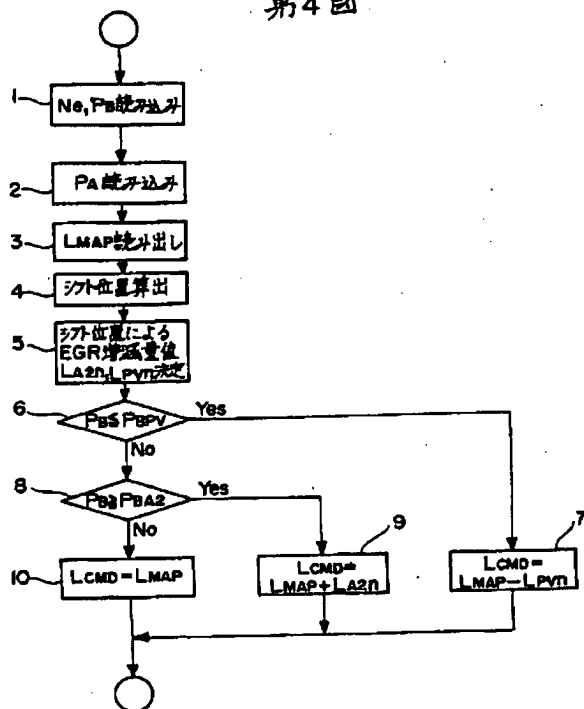 第4図
1
Ne, PB読み込み
2
PA読み込み
3
LMAP読み出し
4
シフト位置算出
5
シフト位置による
EGR増減量値
LA2n, LPVn決定
6
PB≦PBPV
Yes
No
8
PB≧PBA2
Yes
No
9
LCMD=
LMAP+LA2n
7
LCMD=
LMAP-LPVn
10
LCMD=LMAP